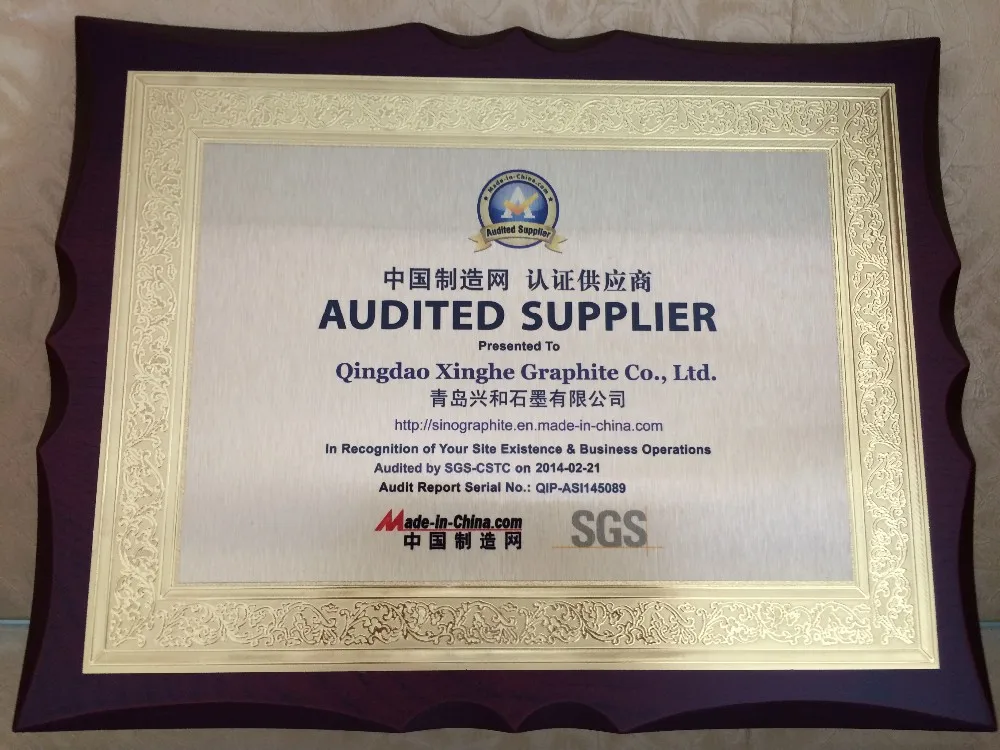 Made-in-China.com
Audited Supplier
中国制造网 认证供应商
AUDITED SUPPLIER
Presented To
Qingdao Xinghe Graphite Co., Ltd.
青岛兴和石墨有限公司
http://sinographite.en.made-in-china.com
In Recognition of Your Site Existence & Business Operations
Audited by SGS-CSTC on 2014-02-21
Audit Report Serial No.: QIP-ASI145089
Made-in-China.com
中国制造网
SGS